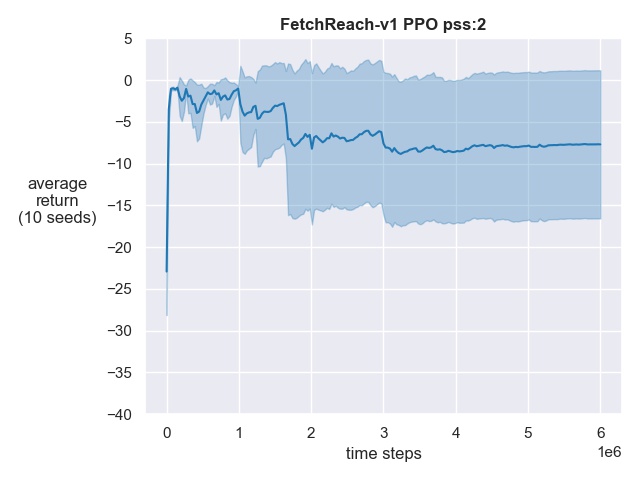 FetchReach-v1 PPO pss:2
5
0
−5
−10
−15
−20
−25
−30
−35
−40
average
return
(10 seeds)
0 1 2 3 4 5 6
1e6
time steps